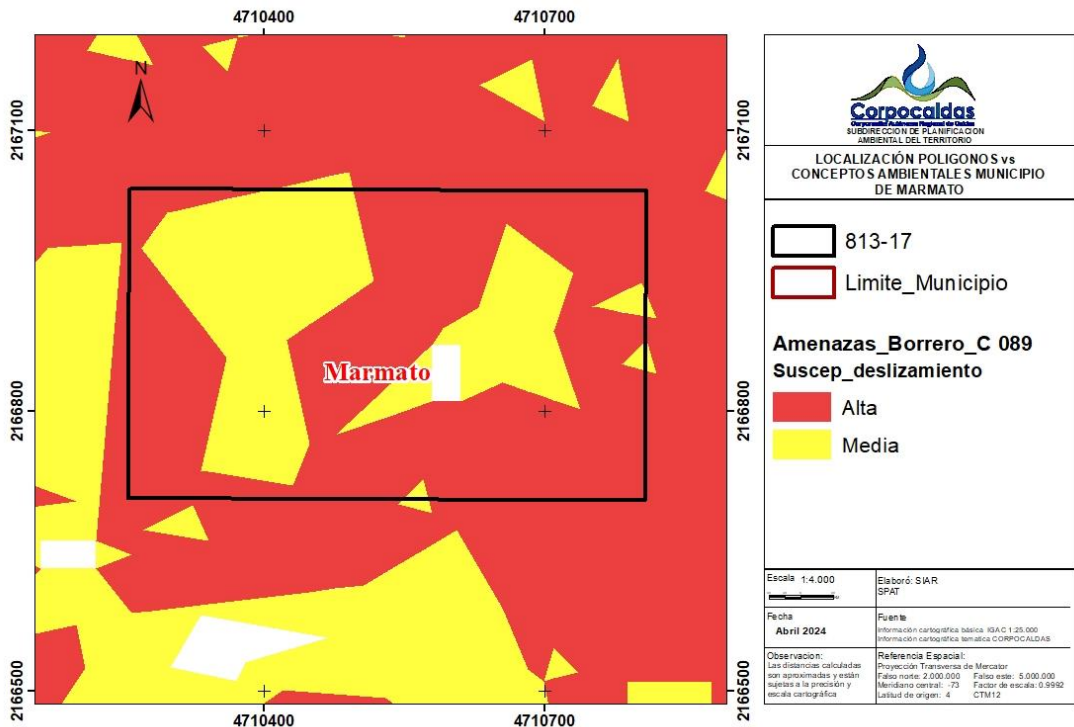 4710400
4710700
N
2167100
2167100
2166800
2166800
2166500
2166500
Marmato
4710400
4710700
Corpocaldas
Corporación Autónoma Regional de Caldas
SUBDIRECCION DE PLANIFICACION
AMBIENTAL DEL TERRITORIO
LOCALIZACIÓN POLIGONOS vs
CONCEPTOS AMBIENTALES MUNICIPIO
DE MARMATO
813-17
Limite_Municipio
Amenazas_Borrero_C 089
Suscep_deslizamiento
Alta
Media
Escala 1:4.000
Elaboró: SIAR
SPAT
Fecha
Abril 2024
Fuente
Información cartográfica básica: IGAC 1:25.000
Información cartográfica temática CORPOCALDAS
Observacion:
Las distancias calculadas
son aproximadas y están
sujetas a la precisión y
escala cartográfica
Referencia Espacial:
Proyección Transversa de Mercator
Falso norte: 2.000.000 Falso este: 5.000.000
Meridiano central: -73 Factor de escala: 0.9992
Latitud de origen: 4 CTM12